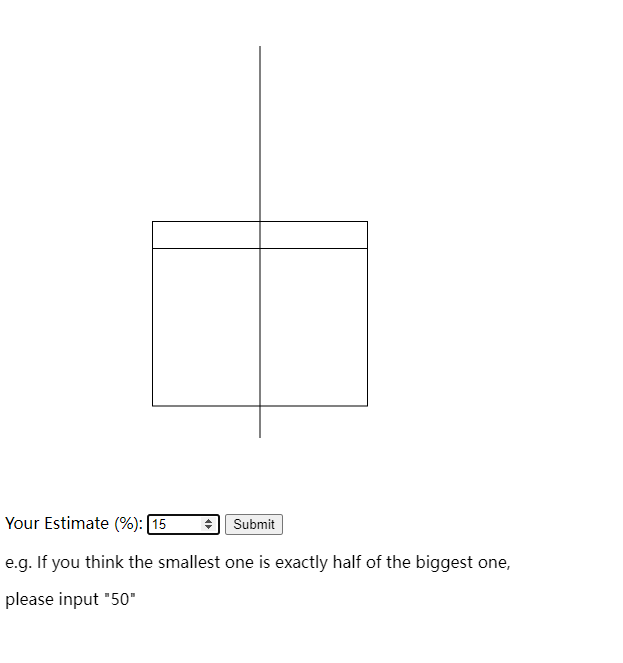 Your Estimate (%): 15 Submit
e.g. If you think the smallest one is exactly half of the biggest one,
please input "50"